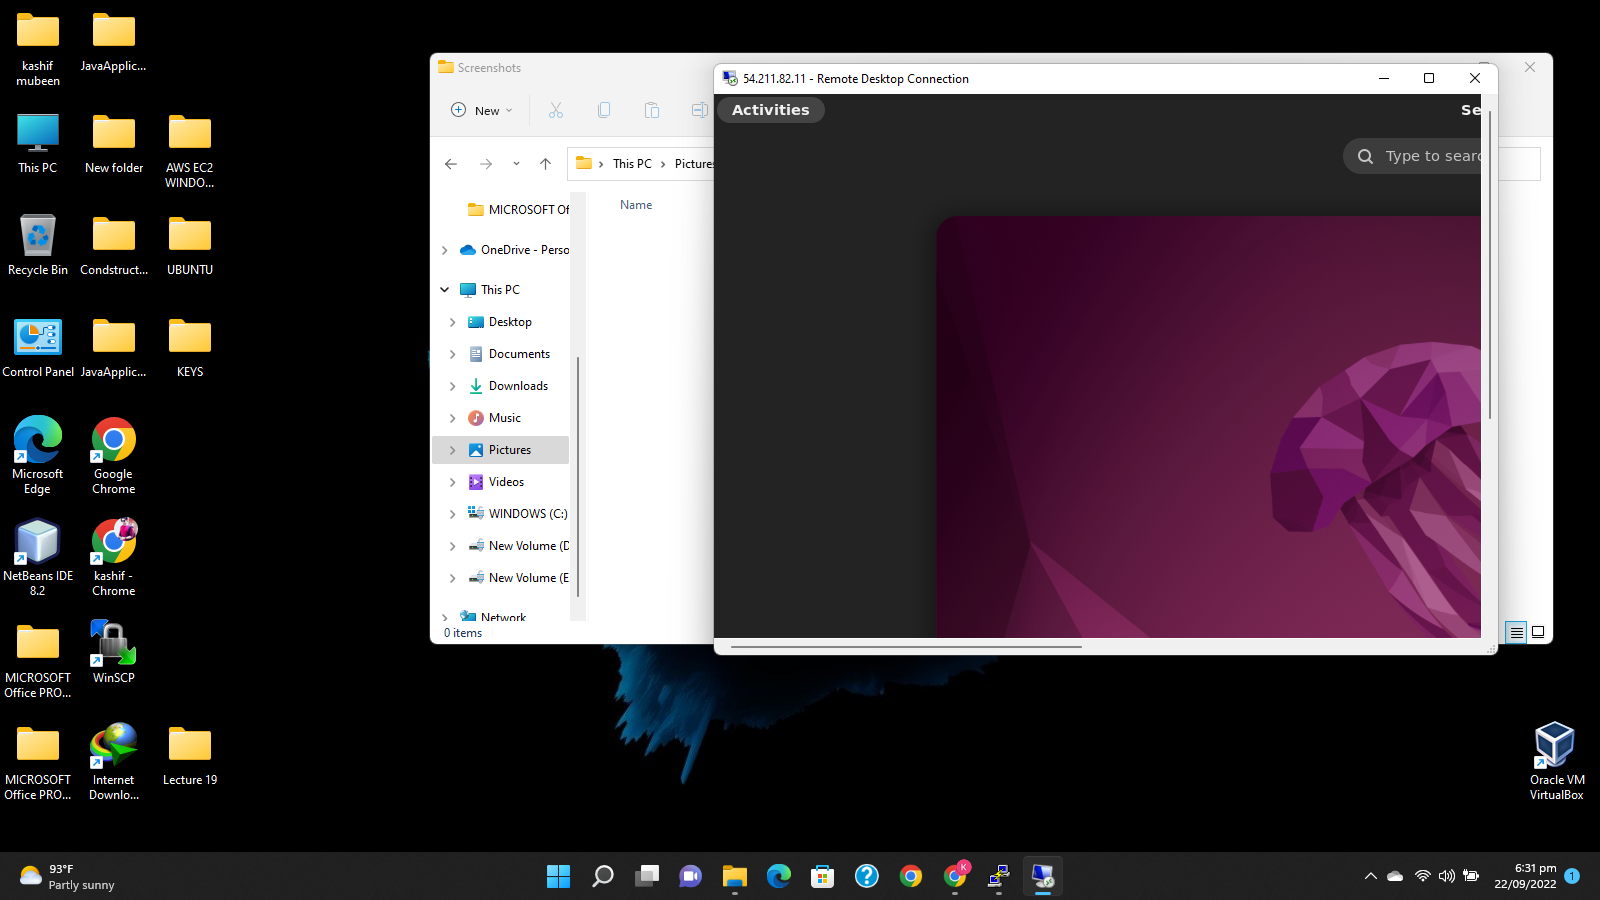 kashif
mubeen
JavaApplic...
This PC
New folder
AWS EC2
WINDO...
Recycle Bin
Condstruct...
UBUNTU
Control Panel
JavaApplic...
KEYS
Microsoft
Edge
Google
Chrome
NetBeans IDE
8.2
kashif -
Chrome
MICROSOFT
Office PRO...
WinSCP
MICROSOFT
Office PRO...
Internet
Downlo...
Lecture 19
Oracle VM
VirtualBox
Screenshots
New
This PC
Pictures
MICROSOFT Of
OneDrive - Perso
This PC
Desktop
Documents
Downloads
Music
Pictures
Videos
WINDOWS (C:)
New Volume (D
New Volume (E
Network
0 items
Name
54.211.82.11 - Remote Desktop Connection
Activities
Se
Type to searc
93°F
Partly sunny
K
6:31 pm
22/09/2022
1